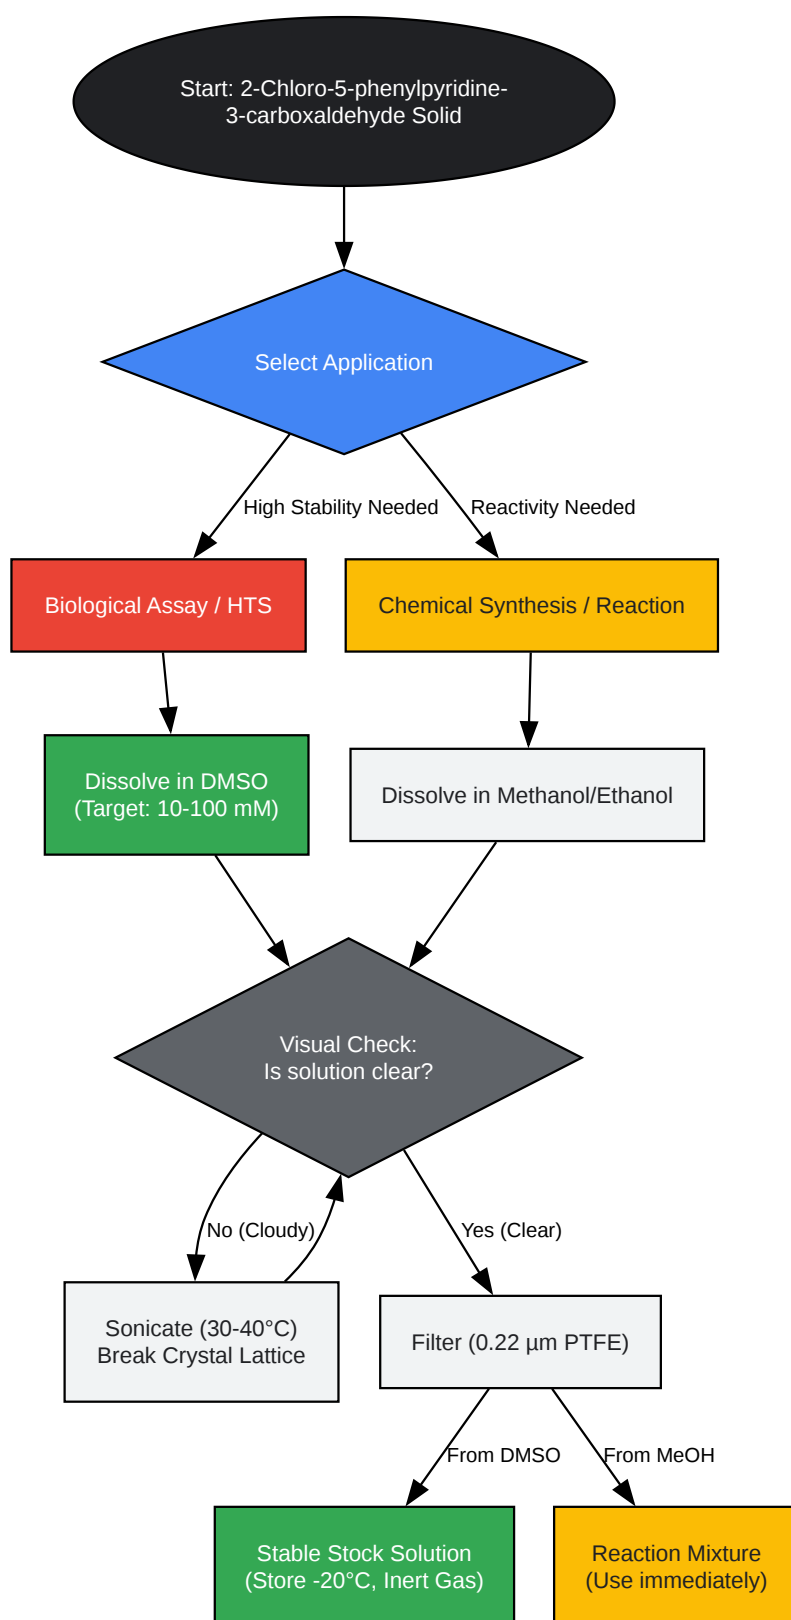 Start: 2-Chloro-5-phenylpyridine-
3-carboxaldehyde Solid
Select Application
High Stability Needed
Reactivity Needed
Biological Assay / HTS
Chemical Synthesis / Reaction
Dissolve in DMSO
(Target: 10-100 mM)
Dissolve in Methanol/Ethanol
Visual Check:
Is solution clear?
No (Cloudy)
Yes (Clear)
Sonicate (30-40°C)
Break Crystal Lattice
Filter (0.22 µm PTFE)
From DMSO
From MeOH
Stable Stock Solution
(Store -20°C, Inert Gas)
Reaction Mixture
(Use immediately)